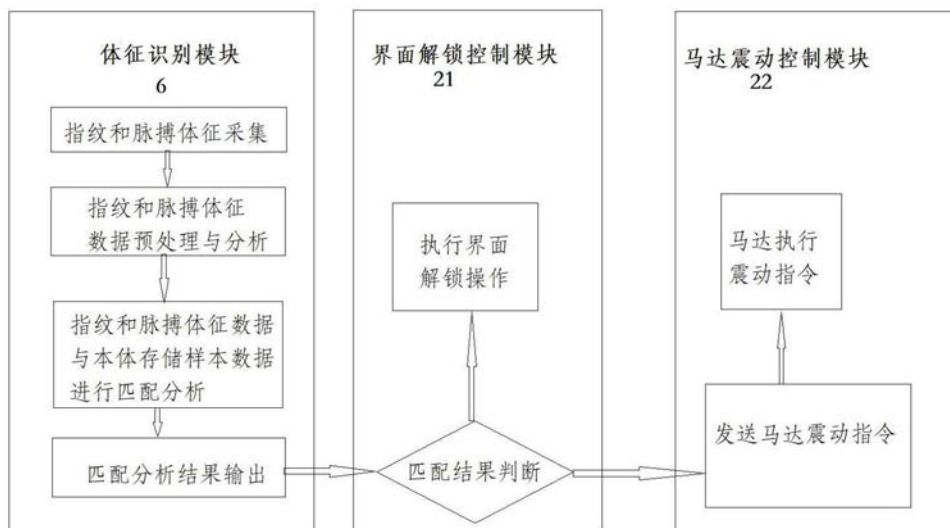 体征识别模块
6
指纹和脉搏体征采集
指纹和脉搏体征
数据预处理与分析
指纹和脉搏体征数据
与本体存储样本数据
进行匹配分析
匹配分析结果输出
界面解锁控制模块
21
执行界面
解锁操作
匹配结果判断
马达震动控制模块
22
马达执行
震动指令
发送马达震动指令